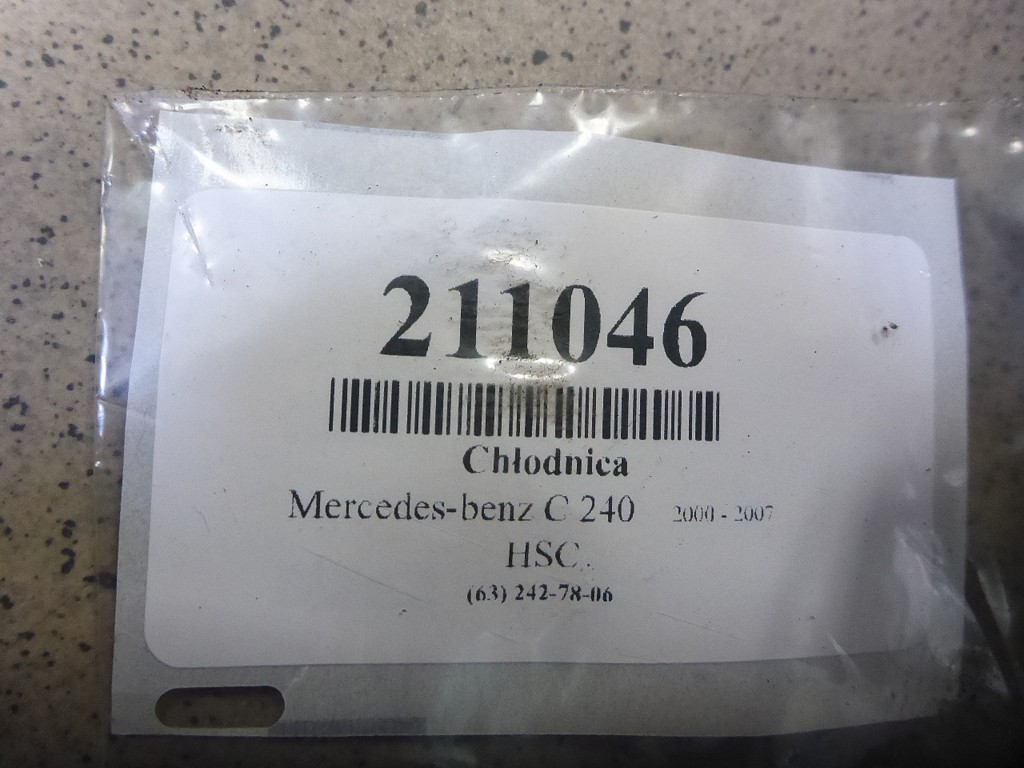 211046
Chłodnica
Mercedes-benz C 240 2000 - 2007
HSC.
(63) 242-78-06